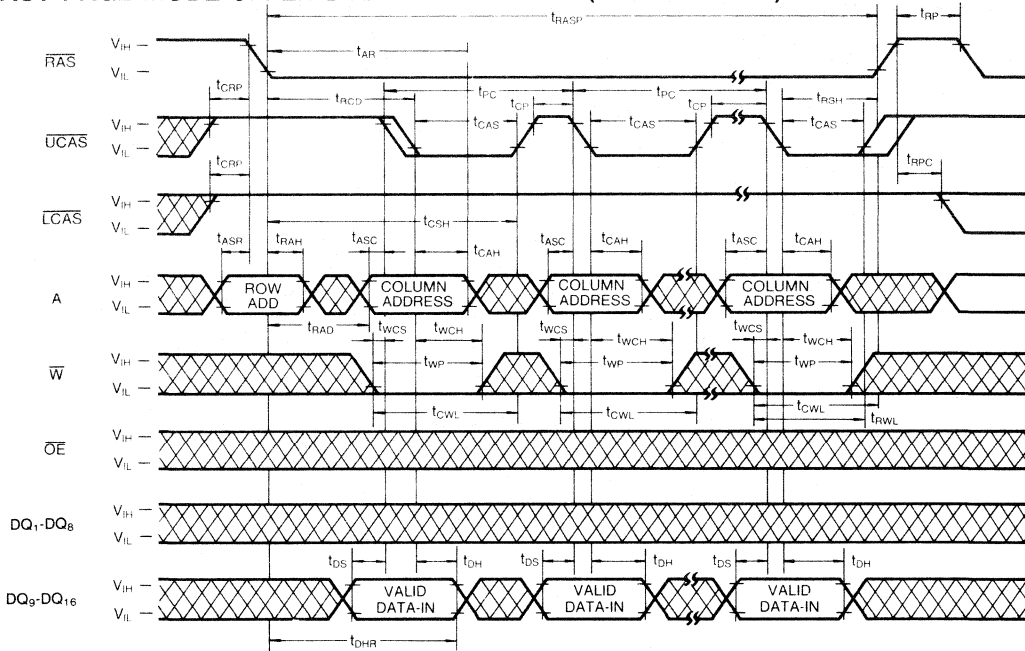 tRASP tRP
VIH
RAS
tAR
VIL
tCRP tRCD tPC tPC tRSH
tCP tCP
VIH
UCAS
tCAS tCAS tCAS
VIL
tCRP tRPC
VIH
LCAS
tCSH
VIL
tASR tRAH tASC tCAH tASC tCAH tASC tCAH
VIH
A
ROW ADD
COLUMN ADDRESS
COLUMN ADDRESS
COLUMN ADDRESS
VIL
tRAD tWCS tWCH tWCS tWCH tWCS tWCH
VIH
W
tWP tWP tWP
VIL
tCWL tCWL tCWL
tRWL
VIH
OE
VIL
VIH
DQ1-DQ8
VIL
tDS tDH tDS tDH tDS tDH
VIH
DQ9-DQ16
VALID DATA-IN
VALID DATA-IN
VALID DATA-IN
VIL
tDHR